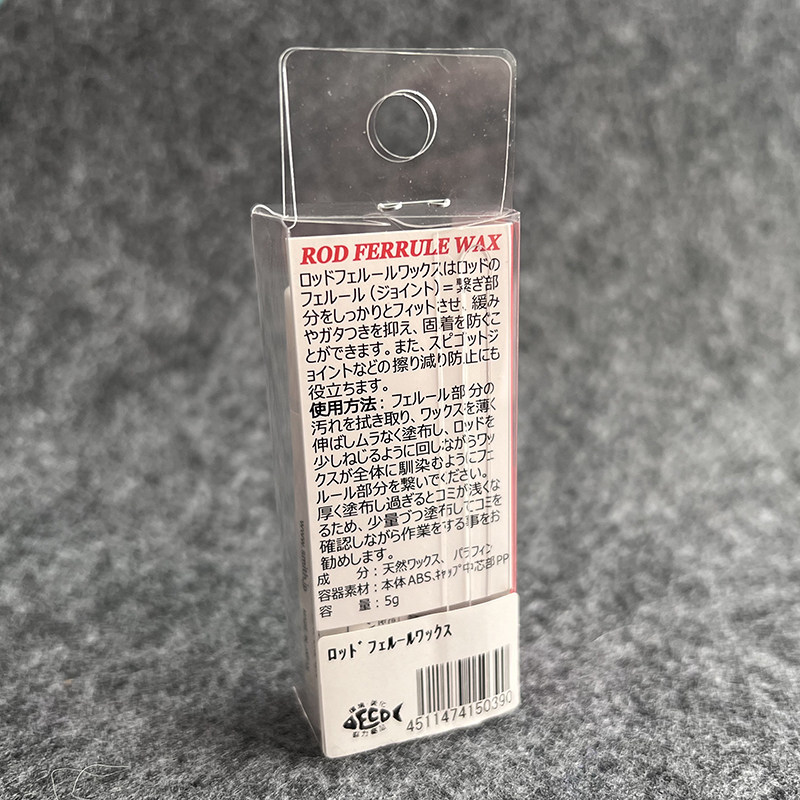 ROD FERRULE WAX
ロッドフェルールワックスはロッドの
フェルール（ジョイント）＝繋ぎ部
分をしっかりとフィットさせ、緩み
やガタつきを抑え、固着を防ぐこ
とができます。また、スピゴットジ
ョイントなどの擦り減り防止にも
役立ちます。
使用方法：フェルール部分の
汚れを拭き取り、ワックスを薄く
伸ばしムラなく塗布し、ロッドを
少しねじるように回しながらワッ
クスが全体に馴染むようにフェ
ルール部分を繋いでください。
厚く塗布し過ぎるとコミが浅くな
るため、少量づつ塗布してコミを
確認しながら作業をする事をお
勧めします。
成　　分：天然ワックス、パラフィン
容器素材：本体ABS､ｷｬｯﾌﾟ中芯部PP
容　　量：5g
ﾛｯﾄﾞﾌｪﾙｰﾙﾜｯｸｽ
ECO
4511474150390